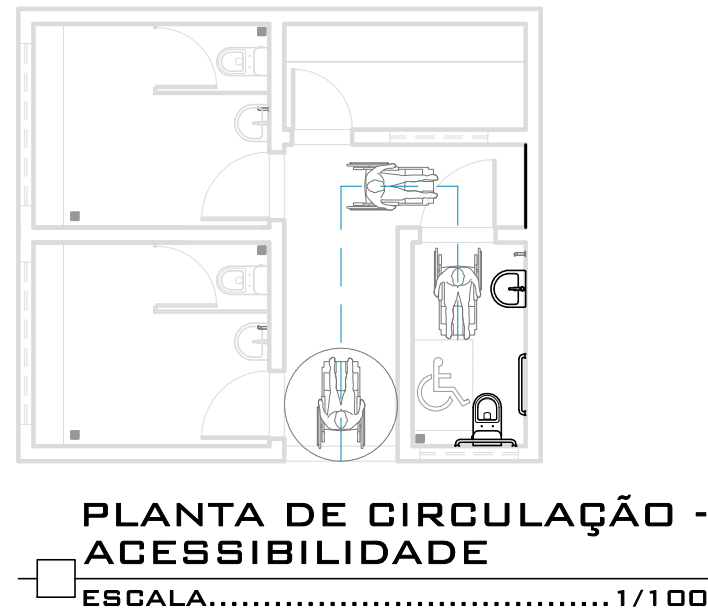 PLANTA DE CIRCULAÇÃO -
ACESSIBILIDADE
ESCALA....................................1/100